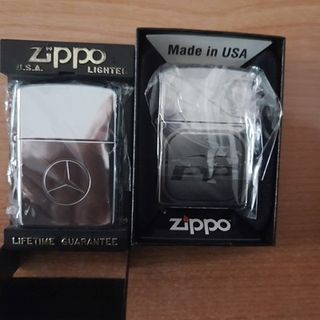 zippo
U.S.A. LIGHTER
LIFETIME GUARANTEE
Made in USA
zippo